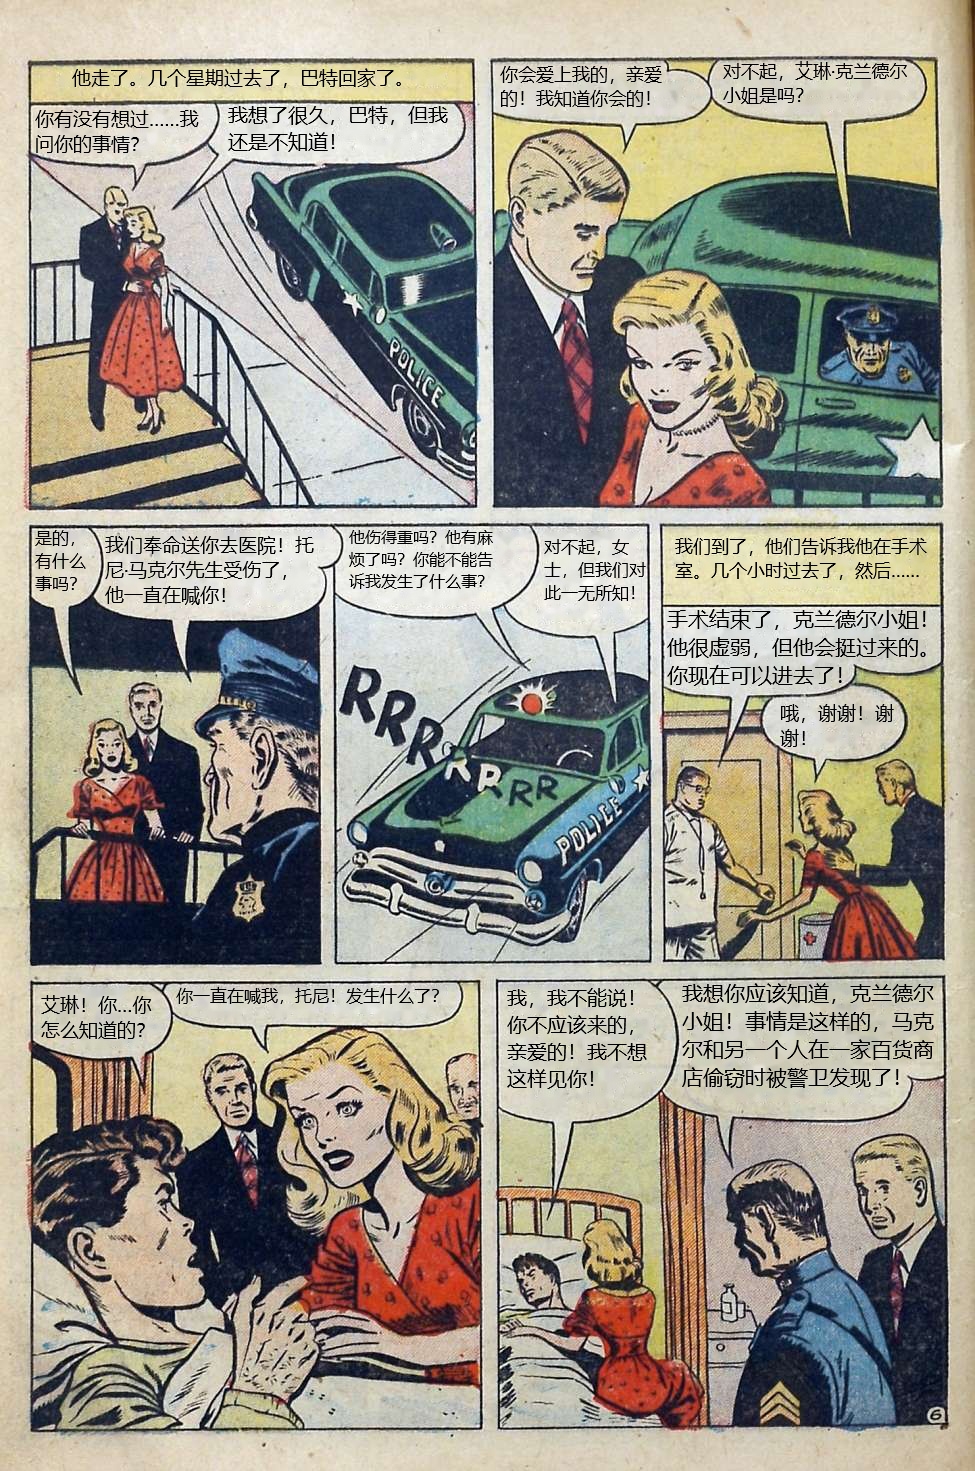 他走了。几个星期过去了，巴特回家了。
你有没有想过……我
问你的事情？
我想了很久，巴特，但我
还是不知道！
POLICE
你会爱上我的，亲爱
的！我知道你会的！
对不起，艾琳·克兰德尔
小姐是吗？
是的，
有什么
事吗？
我们奉命送你去医院！托
尼·马克尔先生受伤了，
他一直在喊你！
他伤得重吗？他有麻
烦了吗？你能不能告
诉我发生了什么事？
对不起，女
士，但我们对
此一无所知！
RRRRRRRR
POLICE
我们到了，他们告诉我他在手术
室。几个小时过去了，然后……
手术结束了，克兰德尔小姐！
他很虚弱，但他会挺过来的。
你现在可以进去了！
哦，谢谢！谢
谢！
艾琳！你…你
怎么知道的？
你一直在喊我，托尼！发生什么了？
我，我不能说！
你不应该来的，
亲爱的！我不想
这样见你！
我想你应该知道，克兰德尔
小姐！事情是这样的，马克
尔和另一个人在一家百货商
店偷窃时被警卫发现了！
6